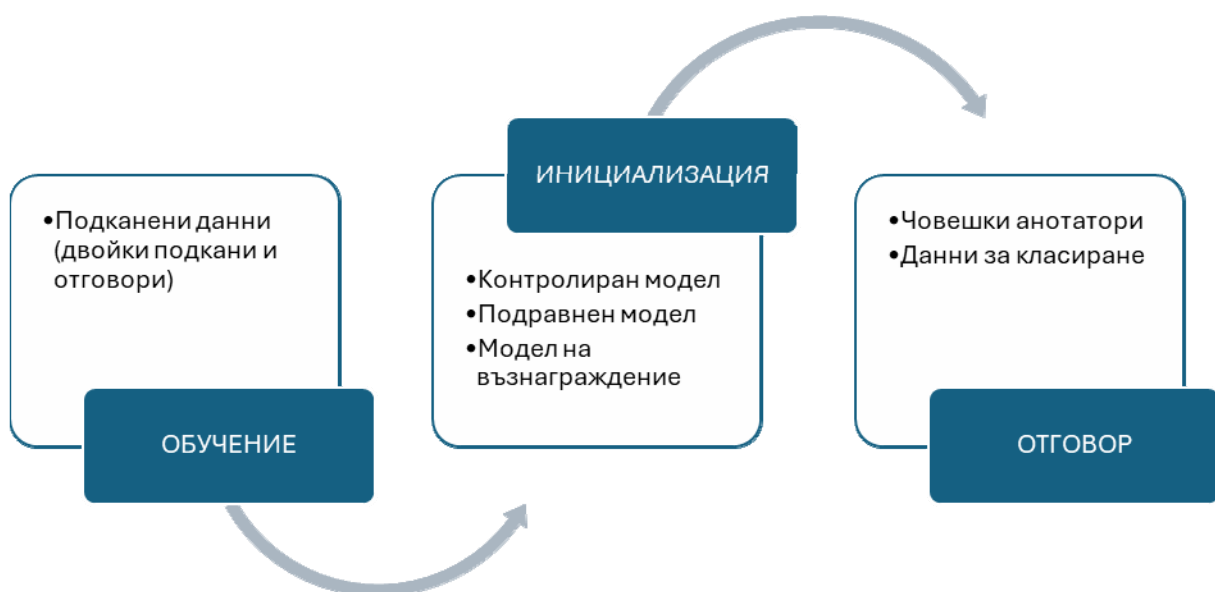 •Подканени данни
(двойки подкани и
отговори)
ОБУЧЕНИЕ
ИНИЦИАЛИЗАЦИЯ
•Контролиран модел
•Подравнен модел
•Модел на
възнаграждение
•Човешки анотатори
•Данни за класиране
ОТГОВОР